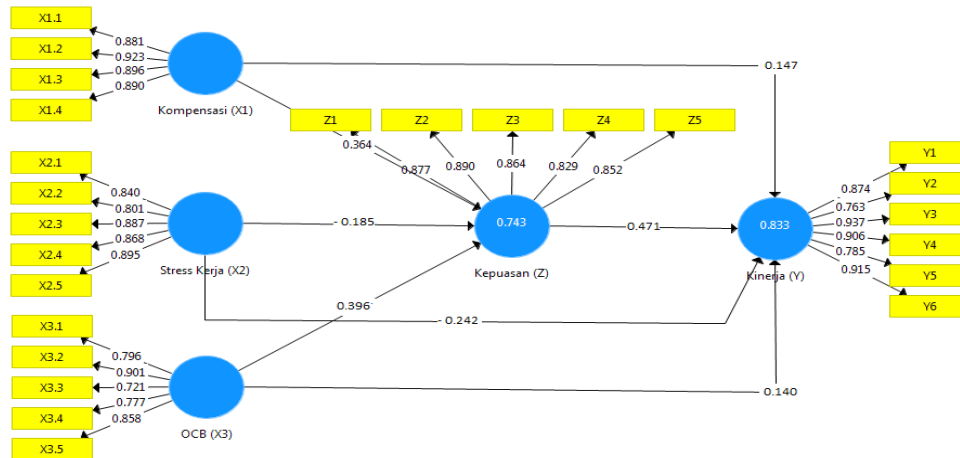 X1.1
X1.2
X1.3
X1.4
0.881
0.923
0.896
0.890
Kompensasi (X1)
0.147
Z1
Z2
Z3
Z4
Z5
0.364
0.877
0.890
0.864
0.829
0.852
X2.1
X2.2
X2.3
X2.4
X2.5
0.840
0.801
0.887
0.868
0.895
Stress Kerja (X2)
-0.185
0.743
Kepuasan (Z)
0.471
0.833
Kinerja (Y)
0.874
0.763
0.937
0.906
0.785
0.915
Y1
Y2
Y3
Y4
Y5
Y6
0.396
-0.242
X3.1
X3.2
X3.3
X3.4
X3.5
0.796
0.901
0.721
0.777
0.858
OCB (X3)
0.140